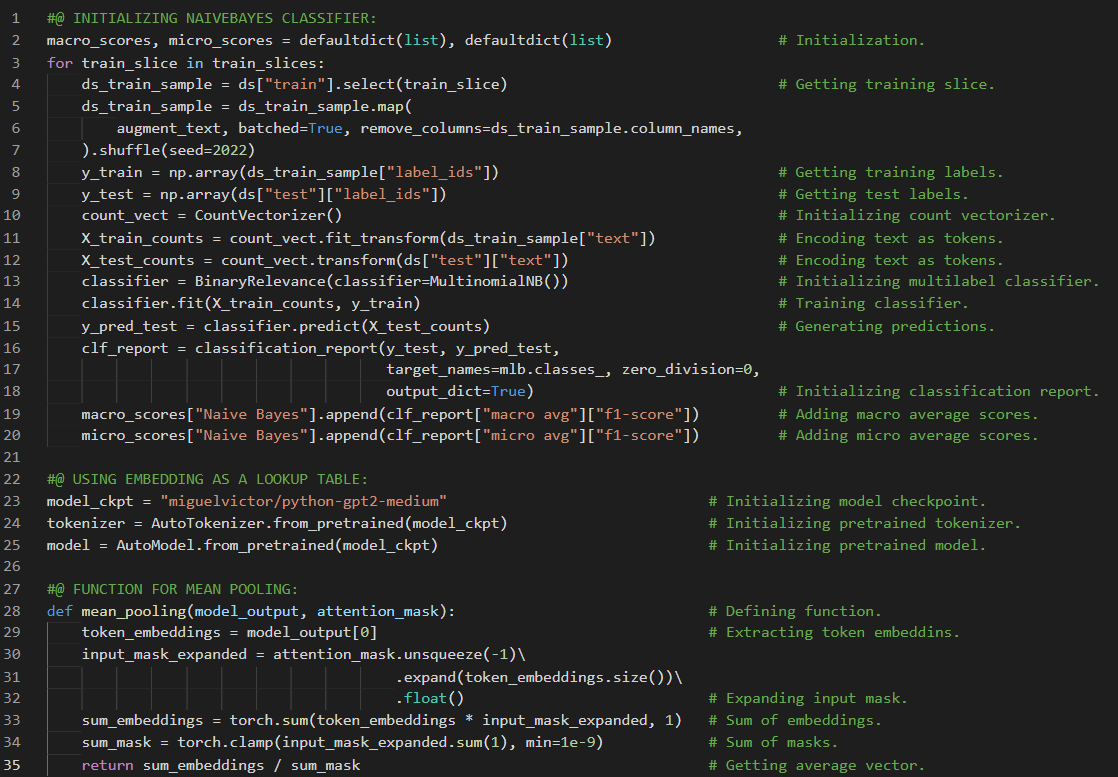 1 #@ INITIALIZING NAIVEBAYES CLASSIFIER:
2 macro_scores, micro_scores = defaultdict(list), defaultdict(list) # Initialization.
3 for train_slice in train_slices:
4 ds_train_sample = ds["train"].select(train_slice) # Getting training slice.
5 ds_train_sample = ds_train_sample.map(
6 augment_text, batched=True, remove_columns=ds_train_sample.column_names,
7 ).shuffle(seed=2022)
8 y_train = np.array(ds_train_sample["label_ids"]) # Getting training labels.
9 y_test = np.array(ds["test"]["label_ids"]) # Getting test labels.
10 count_vect = CountVectorizer() # Initializing count vectorizer.
11 X_train_counts = count_vect.fit_transform(ds_train_sample["text"]) # Encoding text as tokens.
12 X_test_counts = count_vect.transform(ds["test"]["text"]) # Encoding text as tokens.
13 classifier = BinaryRelevance(classifier=MultinomialNB()) # Initializing multilabel classifier.
14 classifier.fit(X_train_counts, y_train) # Training classifier.
15 y_pred_test = classifier.predict(X_test_counts) # Generating predictions.
16 clf_report = classification_report(y_test, y_pred_test,
17 target_names=mlb.classes_, zero_division=0,
18 output_dict=True) # Initializing classification report.
19 macro_scores["Naive Bayes"].append(clf_report["macro avg"]["f1-score"]) # Adding macro average scores.
20 micro_scores["Naive Bayes"].append(clf_report["micro avg"]["f1-score"]) # Adding micro average scores.
21
22 #@ USING EMBEDDING AS A LOOKUP TABLE:
23 model_ckpt = "miguelvictor/python-gpt2-medium" # Initializing model checkpoint.
24 tokenizer = AutoTokenizer.from_pretrained(model_ckpt) # Initializing pretrained tokenizer.
25 model = AutoModel.from_pretrained(model_ckpt) # Initializing pretrained model.
26
27 #@ FUNCTION FOR MEAN POOLING:
28 def mean_pooling(model_output, attention_mask): # Defining function.
29 token_embeddings = model_output[0] # Extracting token embeddins.
30 input_mask_expanded = attention_mask.unsqueeze(-1)\
31 .expand(token_embeddings.size())\
32 .float() # Expanding input mask.
33 sum_embeddings = torch.sum(token_embeddings * input_mask_expanded, 1) # Sum of embeddings.
34 sum_mask = torch.clamp(input_mask_expanded.sum(1), min=1e-9) # Sum of masks.
35 return sum_embeddings / sum_mask # Getting average vector.